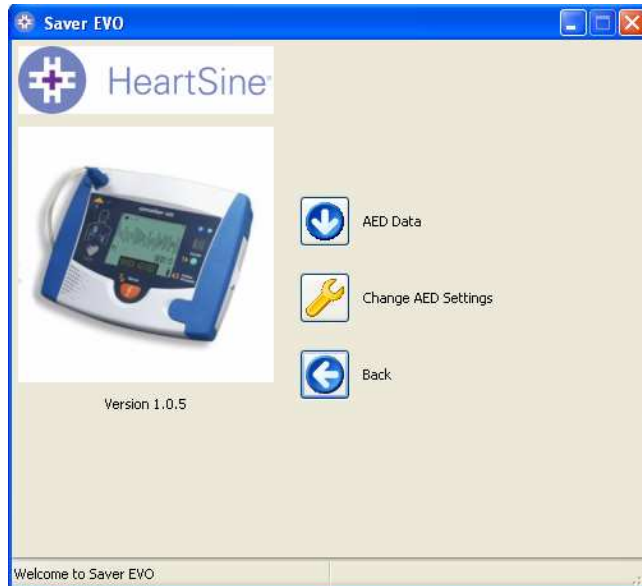 Saver EVO
HeartSine
AED Data
Change AED Settings
Back
Version 1.0.5
Welcome to Saver EVO